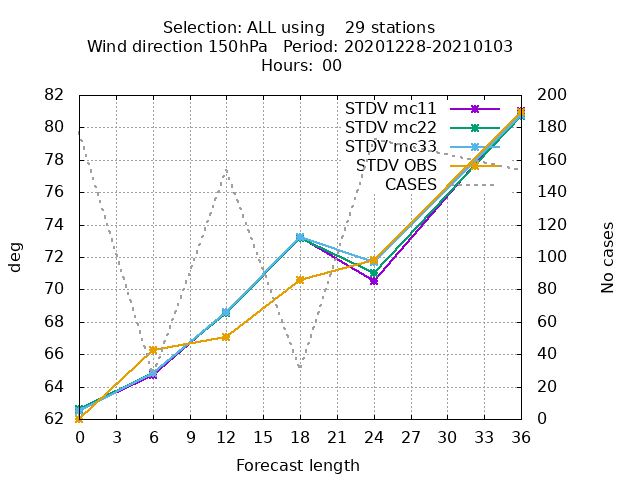 Selection: ALL using    29 stations
Wind direction 150hPa   Period: 20201228-20210103
Hours: 00
82
80
78
76
74
72
70
68
66
64
62
200
180
160
140
120
100
80
60
40
20
0
STDV mc11
STDV mc22
STDV mc33
STDV OBS
CASES
deg
No cases
0 3 6 9 12 15 18 21 24 27 30 33 36
Forecast length